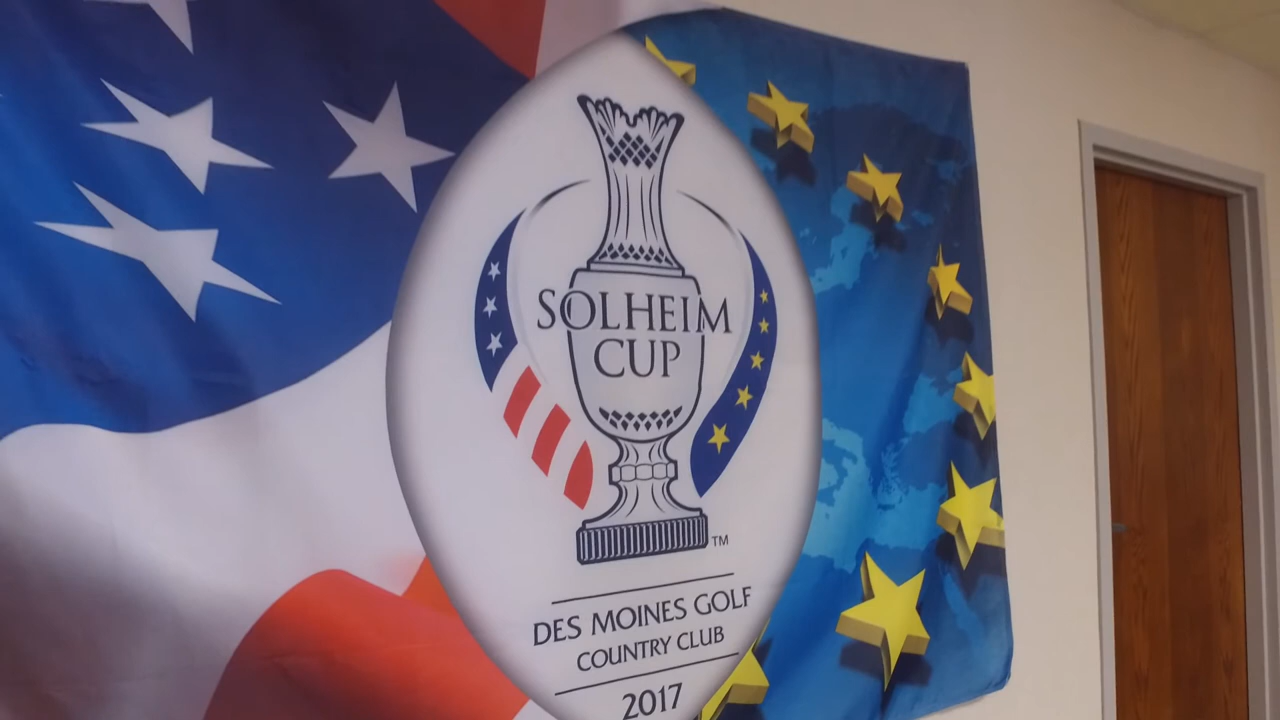 SOLHEIM
CUP
TM
DES MOINES GOLF
COUNTRY CLUB
2017